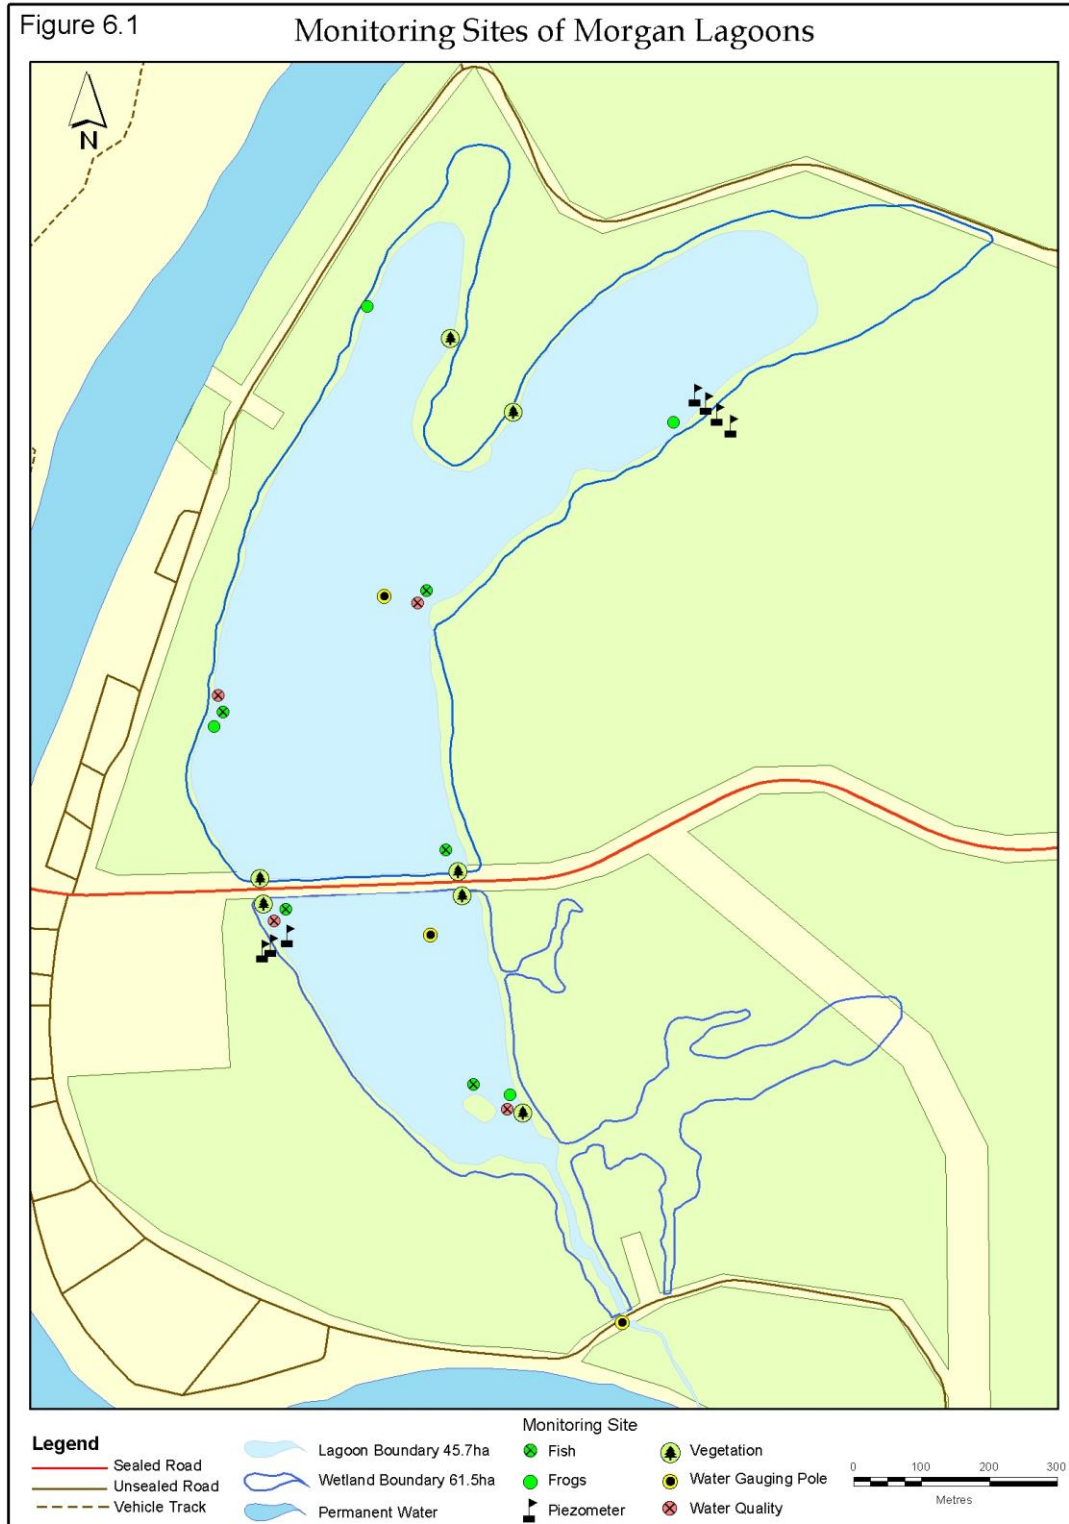 Figure 6.1
Monitoring Sites of Morgan Lagoons
N
Legend
Sealed Road
Unsealed Road
Vehicle Track
Lagoon Boundary 45.7ha
Wetland Boundary 61.5ha
Permanent Water
Monitoring Site
Fish
Frogs
Piezometer
Vegetation
Water Gauging Pole
Water Quality
0 100 200 300
Metres